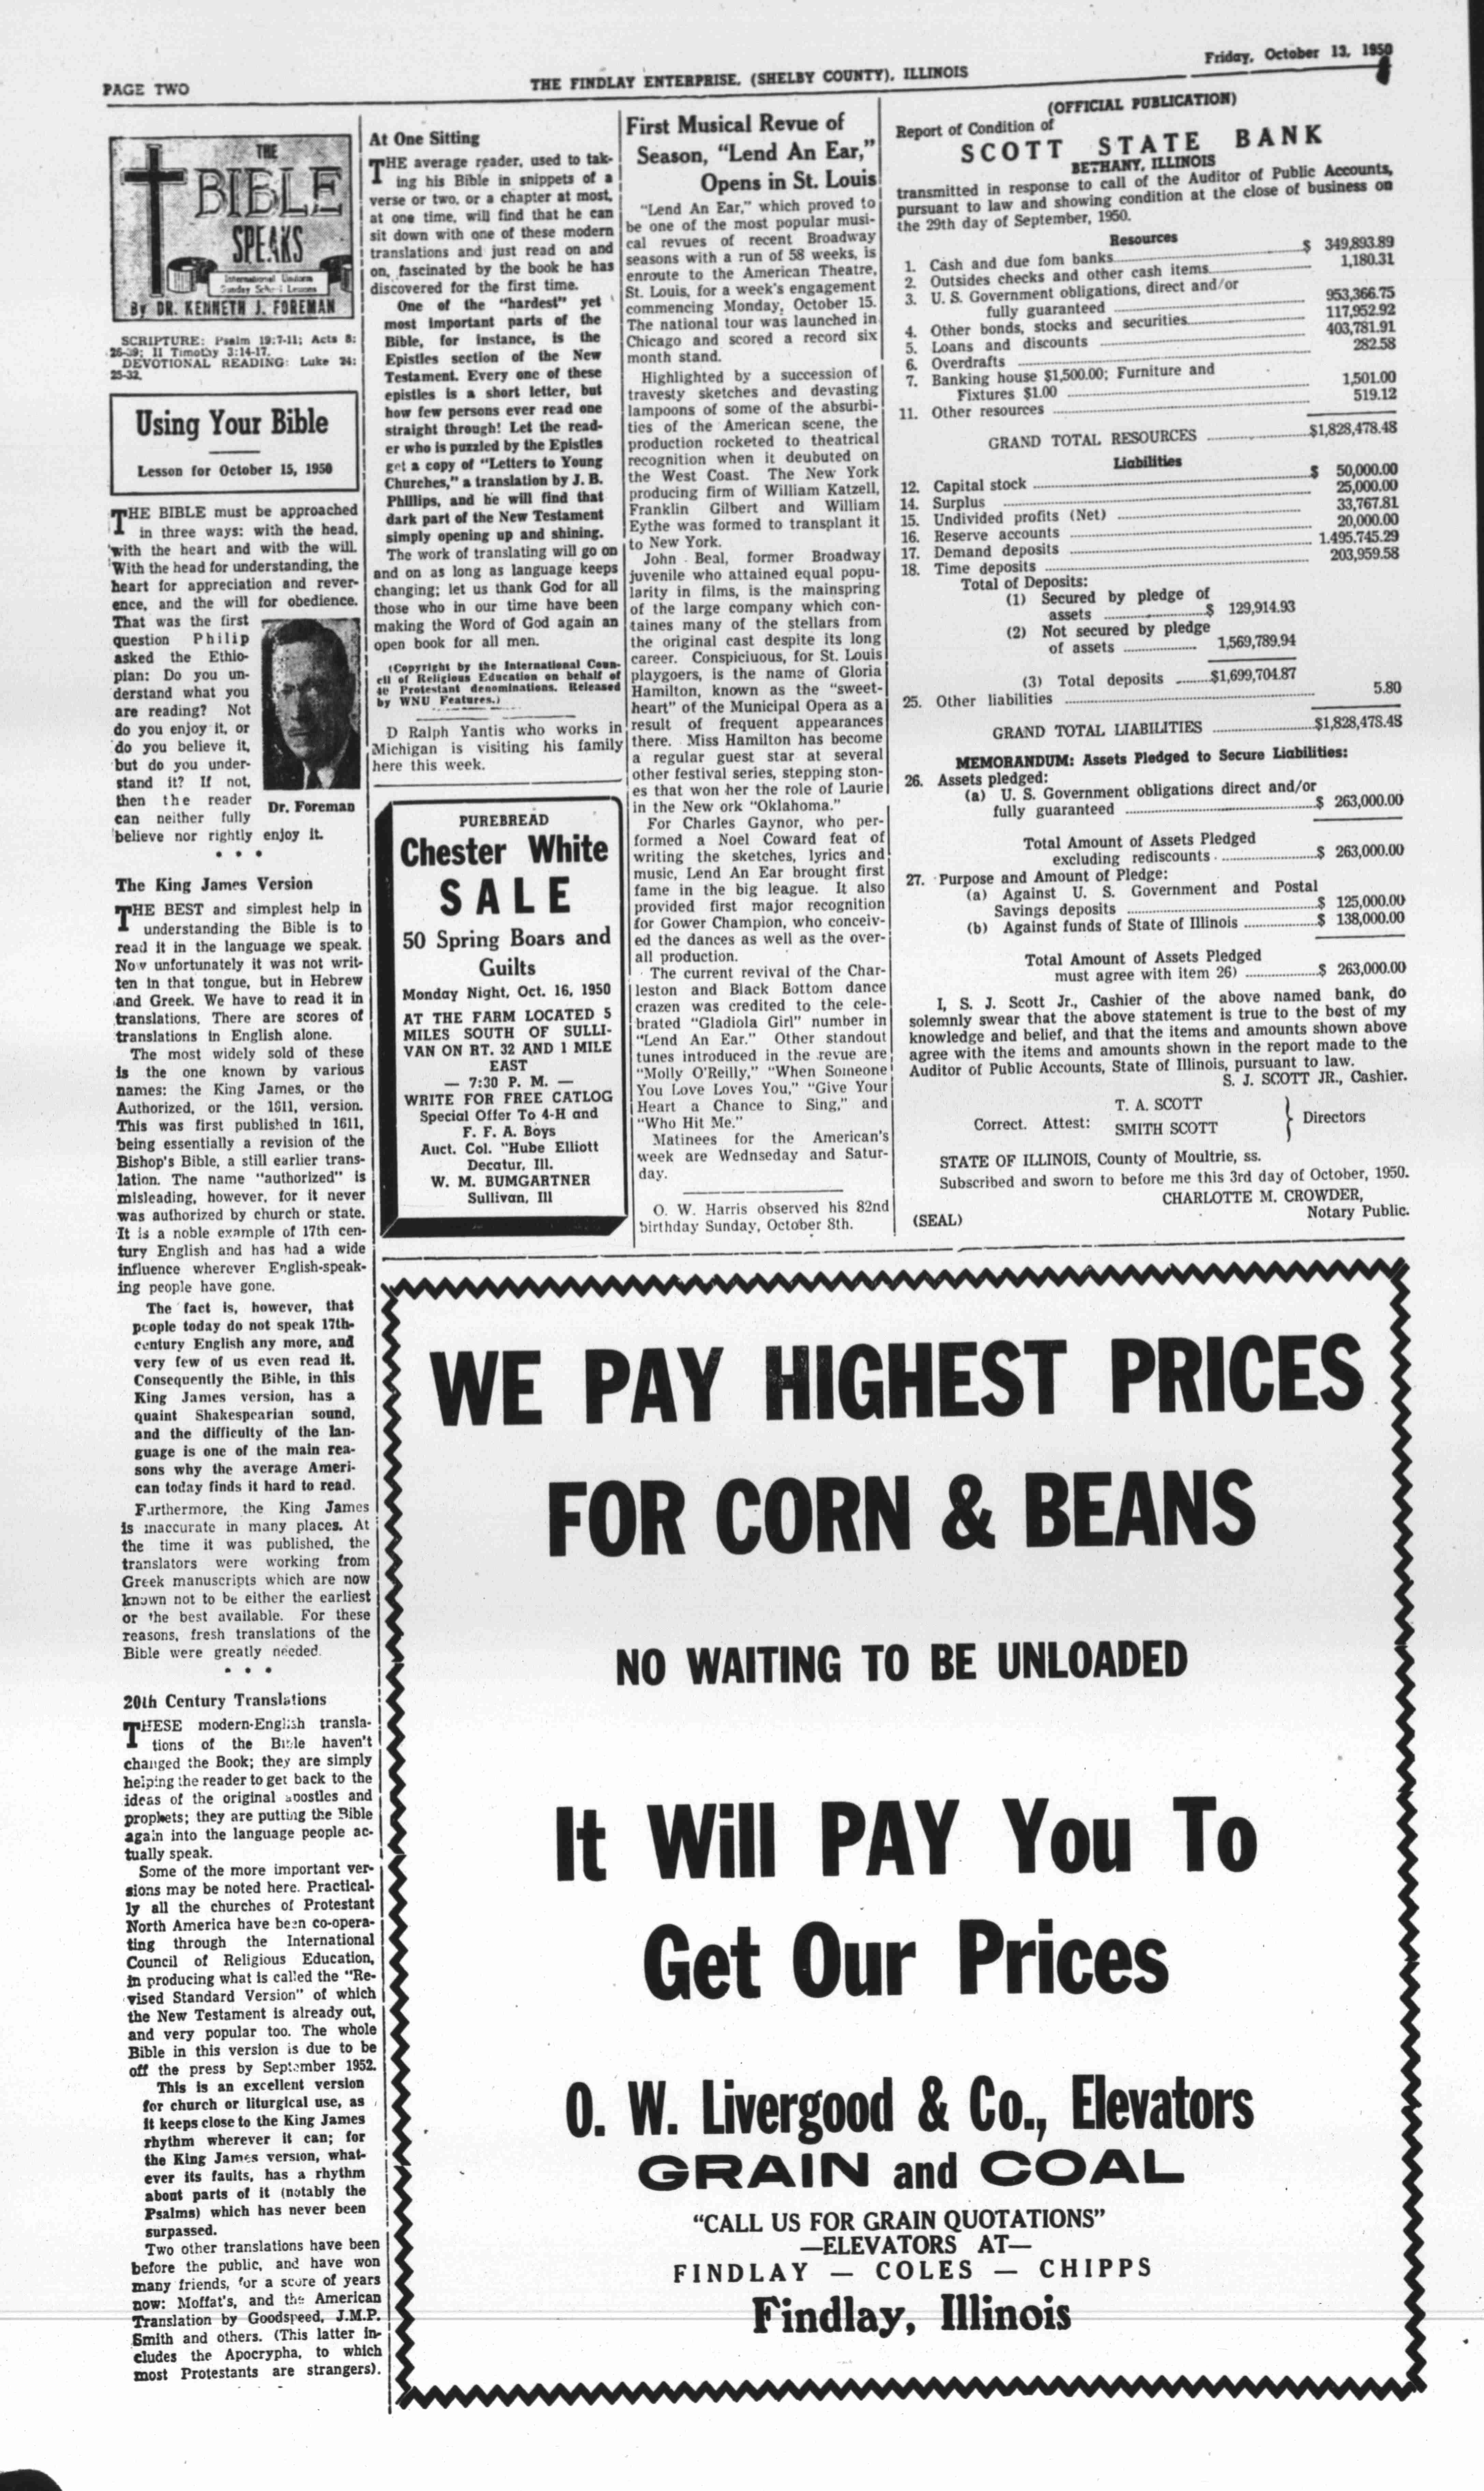 PAGE TWO
THE FINDLAY ENTERPRISE, (SHELBY COUNTY), ILLINOIS
Friday, October 13, 1950
THE
BIBLE
SPEAKS
International Uniform
Sunday School Lessons
By DR. KENNETH J. FOREMAN
SCRIPTURE: Psalm 19:7-11; Acts 8:
26-39; II Timothy 3:14-17.
DEVOTIONAL READING: Luke 24:
25-32.
Using Your Bible
Lesson for October 15, 1950
THE BIBLE must be approached
in three ways: with the head,
with the heart and with the will.
With the head for understanding, the
heart for appreciation and rever-
ence, and the will for obedience.
That was the first
question Philip
asked the Ethio-
pian: Do you un-
derstand what you
are reading? Not
do you enjoy it, or
do you believe it,
but do you under-
stand it? If not,
then the reader
can neither fully
believe nor rightly enjoy it.
Dr. Foreman
• • •
The King James Version
THE BEST and simplest help in
understanding the Bible is to
read it in the language we speak.
Now unfortunately it was not writ-
ten in that tongue, but in Hebrew
and Greek. We have to read it in
translations. There are scores of
translations in English alone.
The most widely sold of these
is the one known by various
names: the King James, or the
Authorized, or the 1611, version.
This was first published in 1611,
being essentially a revision of the
Bishop's Bible, a still earlier trans-
lation. The name "authorized" is
misleading, however, for it never
was authorized by church or state.
It is a noble example of 17th cen-
tury English and has had a wide
influence wherever English-speak-
ing people have gone.
The fact is, however, that
people today do not speak 17th-
century English any more, and
very few of us even read it.
Consequently the Bible, in this
King James version, has a
quaint Shakespearian sound,
and the difficulty of the lan-
guage is one of the main rea-
sons why the average Ameri-
can today finds it hard to read.
Furthermore, the King James
is inaccurate in many places. At
the time it was published, the
translators were working from
Greek manuscripts which are now
known not to be either the earliest
or the best available. For these
reasons, fresh translations of the
Bible were greatly needed.
• • •
20th Century Translations
THESE modern-English transla-
tions of the Bible haven't
changed the Book; they are simply
helping the reader to get back to the
ideas of the original apostles and
prophets; they are putting the Bible
again into the language people ac-
tually speak.
Some of the more important ver-
sions may be noted here. Practical-
ly all the churches of Protestant
North America have been co-opera-
ting through the International
Council of Religious Education,
in producing what is called the "Re-
vised Standard Version" of which
the New Testament is already out,
and very popular too. The whole
Bible in this version is due to be
off the press by September 1952.
This is an excellent version
for church or liturgical use, as
it keeps close to the King James
rhythm wherever it can; for
the King James version, what-
ever its faults, has a rhythm
about parts of it (notably the
Psalms) which has never been
surpassed.
Two other translations have been
before the public, and have won
many friends, for a score of years
now: Moffat's, and the American
Translation by Goodspeed, J.M.P.
Smith and others. (This latter in-
cludes the Apocrypha, to which
most Protestants are strangers).
At One Sitting
THE average reader, used to tak-
ing his Bible in snippets of a
verse or two, or a chapter at most,
at one time, will find that he can
sit down with one of these modern
translations and just read on and
on, fascinated by the book he has
discovered for the first time.
One of the "hardest" yet
most important parts of the
Bible, for instance, is the
Epistles section of the New
Testament. Every one of these
epistles is a short letter, but
how few persons ever read one
straight through! Let the read-
er who is puzzled by the Epistles
get a copy of "Letters to Young
Churches," a translation by J. B.
Phillips, and he will find that
dark part of the New Testament
simply opening up and shining.
The work of translating will go on
and on as long as language keeps
changing; let us thank God for all
those who in our time have been
making the Word of God again an
open book for all men.
(Copyright by the International Coun-
cil of Religious Education on behalf of
40 Protestant denominations. Released
by WNU Features.)
D Ralph Yantis who works in
Michigan is visiting his family
here this week.
PUREBREAD
Chester White
SALE
50 Spring Boars and
Guilts
Monday Night, Oct. 16, 1950
AT THE FARM LOCATED 5
MILES SOUTH OF SULLI-
VAN ON RT. 32 AND 1 MILE
EAST
— 7:30 P. M. —
WRITE FOR FREE CATLOG
Special Offer To 4-H and
F. F. A. Boys
Auct. Col. "Hube Elliott
Decatur, Ill.
W. M. BUMGARTNER
Sullivan, Ill
First Musical Revue of
Season, "Lend An Ear,"
Opens in St. Louis
"Lend An Ear," which proved to
be one of the most popular musi-
cal revues of recent Broadway
seasons with a run of 58 weeks, is
enroute to the American Theatre,
St. Louis, for a week's engagement
commencing Monday, October 15.
The national tour was launched in
Chicago and scored a record six
month stand.
Highlighted by a succession of
travesty sketches and devasting
lampoons of some of the absurbi-
ties of the American scene, the
production rocketed to theatrical
recognition when it deubuted on
the West Coast. The New York
producing firm of William Katzell,
Franklin Gilbert and William
Eythe was formed to transplant it
to New York.
John Beal, former Broadway
juvenile who attained equal popu-
larity in films, is the mainspring
of the large company which con-
taines many of the stellars from
the original cast despite its long
career. Conspiciuous, for St. Louis
playgoers, is the name of Gloria
Hamilton, known as the "sweet-
heart" of the Municipal Opera as a
result of frequent appearances
there. Miss Hamilton has become
a regular guest star at several
other festival series, stepping ston-
es that won her the role of Laurie
in the New ork "Oklahoma."
For Charles Gaynor, who per-
formed a Noel Coward feat of
writing the sketches, lyrics and
music, Lend An Ear brought first
fame in the big league. It also
provided first major recognition
for Gower Champion, who conceiv-
ed the dances as well as the over-
all production.
The current revival of the Char-
leston and Black Bottom dance
crazen was credited to the cele-
brated "Gladiola Girl" number in
"Lend An Ear." Other standout
tunes introduced in the revue are
"Molly O'Reilly," "When Someone
You Love Loves You," "Give Your
Heart a Chance to Sing," and
"Who Hit Me."
Matinees for the American's
week are Wednseday and Satur-
day.
O. W. Harris observed his 82nd
birthday Sunday, October 8th.
(OFFICIAL PUBLICATION)
Report of Condition of
SCOTT STATE BANK
BETHANY, ILLINOIS
transmitted in response to call of the Auditor of Public Accounts,
pursuant to law and showing condition at the close of business on
the 29th day of September, 1950.
Resources
1. Cash and due fom banks $ 349,893.89
2. Outsides checks and other cash items 1,180.31
3. U. S. Government obligations, direct and/or
fully guaranteed 953,366.75
4. Other bonds, stocks and securities 117,952.92
5. Loans and discounts 403,781.91
6. Overdrafts 282.58
7. Banking house $1,500.00; Furniture and
Fixtures $1.00 1,501.00
11. Other resources 519.12
GRAND TOTAL RESOURCES $1,828,478.48
Liabilities
12. Capital stock $ 50,000.00
14. Surplus 25,000.00
15. Undivided profits (Net) 33,767.81
16. Reserve accounts 20,000.00
17. Demand deposits 1.495.745.29
18. Time deposits 203,959.58
Total of Deposits:
(1) Secured by pledge of
assets $ 129,914.93
(2) Not secured by pledge
of assets 1,569,789.94
(3) Total deposits $1,699,704.87
25. Other liabilities 5.80
GRAND TOTAL LIABILITIES $1,828,478.48
MEMORANDUM: Assets Pledged to Secure Liabilities:
26. Assets pledged:
(a) U. S. Government obligations direct and/or
fully guaranteed $ 263,000.00
Total Amount of Assets Pledged
excluding rediscounts $ 263,000.00
27. Purpose and Amount of Pledge:
(a) Against U. S. Government and Postal
Savings deposits $ 125,000.00
(b) Against funds of State of Illinois $ 138,000.00
Total Amount of Assets Pledged
must agree with item 26) $ 263,000.00
I, S. J. Scott Jr., Cashier of the above named bank, do
solemnly swear that the above statement is true to the best of my
knowledge and belief, and that the items and amounts shown above
agree with the items and amounts shown in the report made to the
Auditor of Public Accounts, State of Illinois, pursuant to law.
S. J. SCOTT JR., Cashier.
T. A. SCOTT
Correct. Attest: SMITH SCOTT } Directors
STATE OF ILLINOIS, County of Moultrie, ss.
Subscribed and sworn to before me this 3rd day of October, 1950.
CHARLOTTE M. CROWDER,
(SEAL) Notary Public.
WE PAY HIGHEST PRICES
FOR CORN & BEANS
NO WAITING TO BE UNLOADED
It Will PAY You To
Get Our Prices
O. W. Livergood & Co., Elevators
GRAIN and COAL
"CALL US FOR GRAIN QUOTATIONS"
—ELEVATORS AT—
FINDLAY — COLES — CHIPPS
Findlay, Illinois